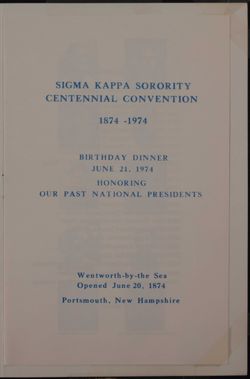 SIGMA KAPPA SORORITY
CENTENNIAL CONVENTION
1874 -1974
BIRTHDAY DINNER
JUNE 21, 1974
HONORING
OUR PAST NATIONAL PRESIDENTS
Wentworth-by-the Sea
Opened June 20, 1874
Portsmouth, New Hampshire